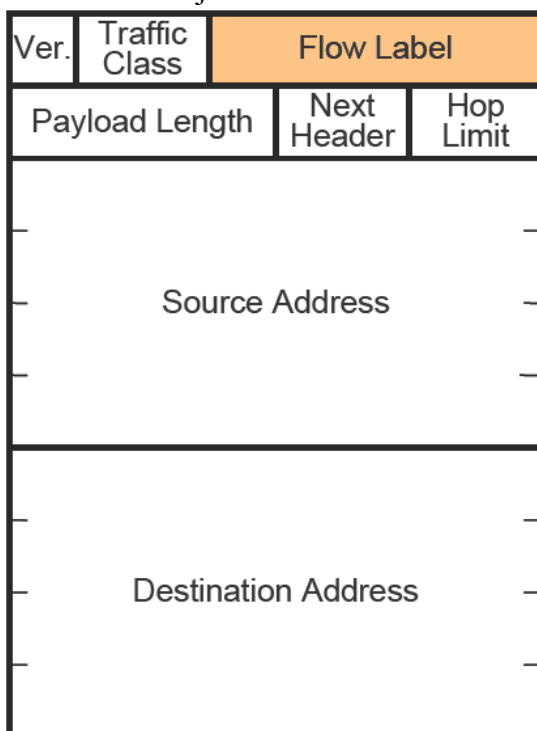 Ver.
Traffic
Class
Flow Label
Payload Length
Next
Header
Hop
Limit
Source Address
Destination Address